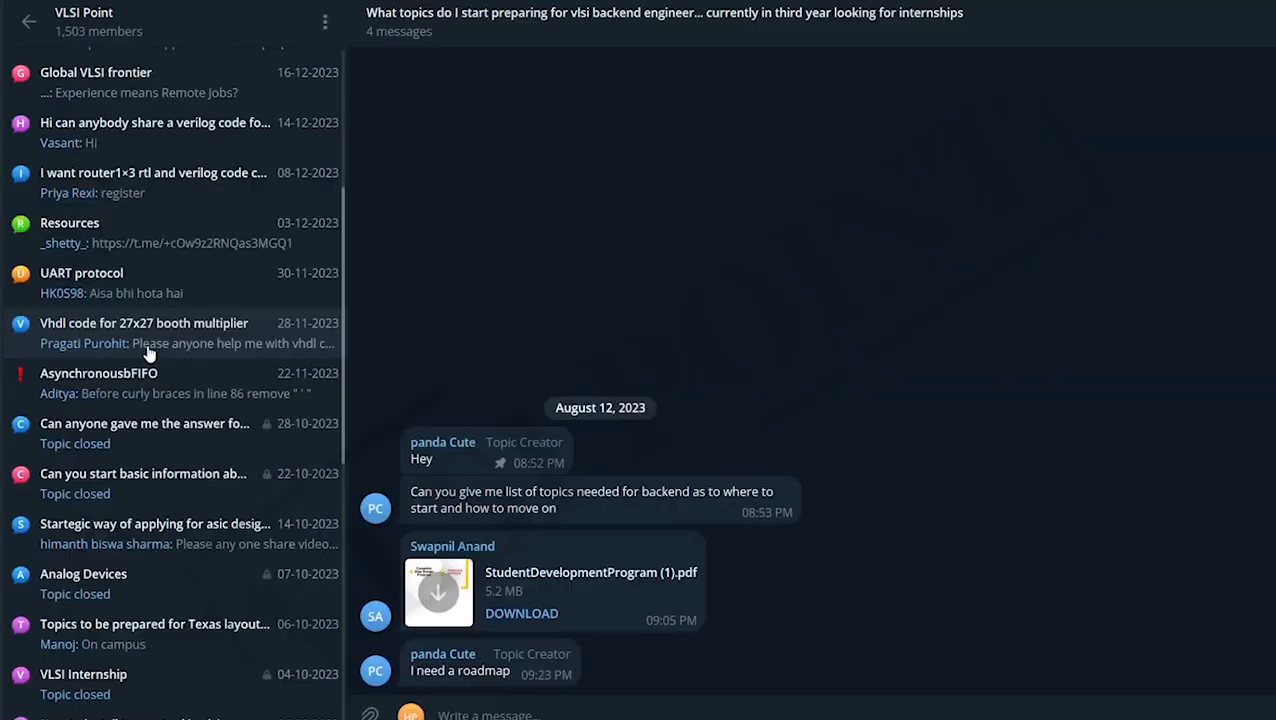 VLSI Point
1,503 members
Global VLSI frontier 16-12-2023
...: Experience means Remote Jobs?
Hi can anybody share a verilog code fo... 14-12-2023
Vasant: Hi
I want router1×3 rtl and verilog code c... 08-12-2023
Priya Rexi: register
Resources 03-12-2023
_shetty_: https://t.me/+cOw9z2RNQas3MGQ1
UART protocol 30-11-2023
HK0S98: Aisa bhi hota hai
Vhdl code for 27x27 booth multiplier 28-11-2023
Pragati Purohit: Please anyone help me with vhdl c...
AsynchronousbFIFO 22-11-2023
Aditya: Before curly braces in line 86 remove " ' "
Can anyone gave me the answer fo... 28-10-2023
Topic closed
Can you start basic information ab... 22-10-2023
Topic closed
Startegic way of applying for asic desig... 14-10-2023
himanth biswa sharma: Please any one share video...
Analog Devices 07-10-2023
Topic closed
Topics to be prepared for Texas layout... 06-10-2023
Manoj: On campus
VLSI Internship 04-10-2023
Topic closed
What topics do I start preparing for vlsi backend engineer... currently in third year looking for internships
4 messages
August 12, 2023
panda Cute Topic Creator
Hey 08:52 PM
Can you give me list of topics needed for backend as to where to
start and how to move on 08:53 PM
PC
Swapnil Anand
StudentDevelopmentProgram (1).pdf
5.2 MB
DOWNLOAD
09:05 PM
SA
panda Cute Topic Creator
I need a roadmap 09:23 PM
PC
HP
Write a message...